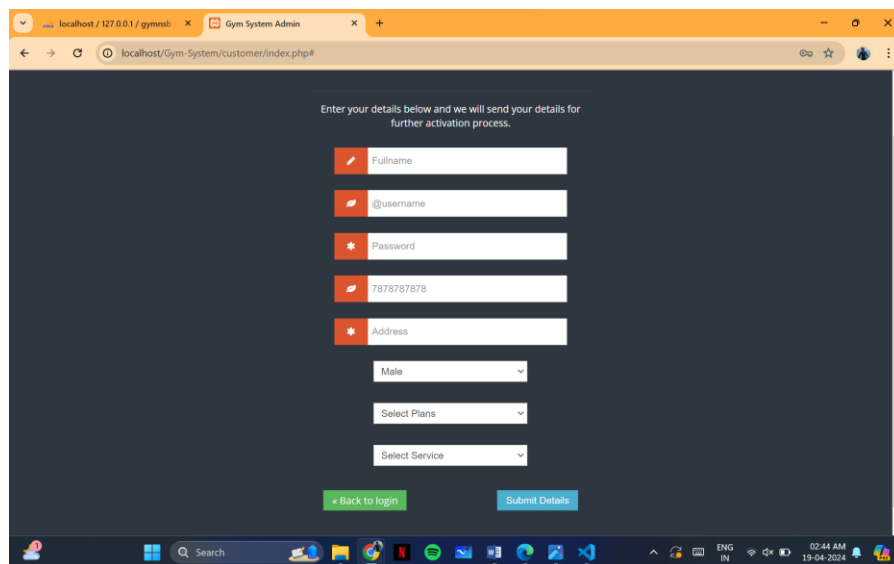 localhost / 127.0.0.1 / gymnsb
Gym System Admin
localhost/Gym-System/customer/index.php#
Enter your details below and we will send your details for
further activation process.
Fullname
@username
Password
7878787878
Address
Male
Select Plans
Select Service
« Back to login
Submit Details
1
Search
N
ENG
IN
02:44 AM
19-04-2024